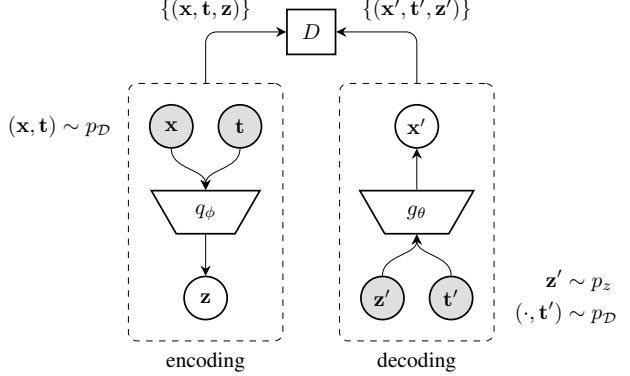 {(x, t, z)}
D
{(x′, t′, z′)}
(x, t) ∼ p_𝒟
x
t
x′
q_ϕ
g_θ
z
z′
t′
z′ ∼ p_z
(·, t′) ∼ p_𝒟
encoding
decoding